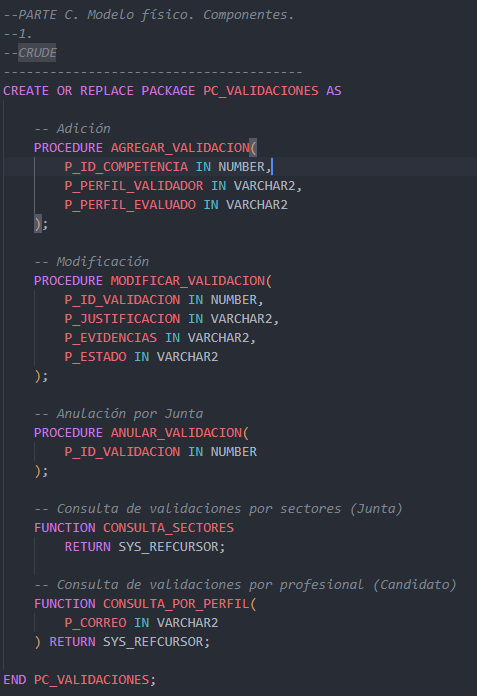 --PARTE C. Modelo físico. Componentes.
--1.
--CRUDE
---------------------------------------
CREATE OR REPLACE PACKAGE PC_VALIDACIONES AS
-- Adición
PROCEDURE AGREGAR_VALIDACION(
P_ID_COMPETENCIA IN NUMBER,
P_PERFIL_VALIDADOR IN VARCHAR2,
P_PERFIL_EVALUADO IN VARCHAR2
);
-- Modificación
PROCEDURE MODIFICAR_VALIDACION(
P_ID_VALIDACION IN NUMBER,
P_JUSTIFICACION IN VARCHAR2,
P_EVIDENCIAS IN VARCHAR2,
P_ESTADO IN VARCHAR2
);
-- Anulación por Junta
PROCEDURE ANULAR_VALIDACION(
P_ID_VALIDACION IN NUMBER
);
-- Consulta de validaciones por sectores (Junta)
FUNCTION CONSULTA_SECTORES
RETURN SYS_REFCURSOR;
-- Consulta de validaciones por profesional (Candidato)
FUNCTION CONSULTA_POR_PERFIL(
P_CORREO IN VARCHAR2
) RETURN SYS_REFCURSOR;
END PC_VALIDACIONES;